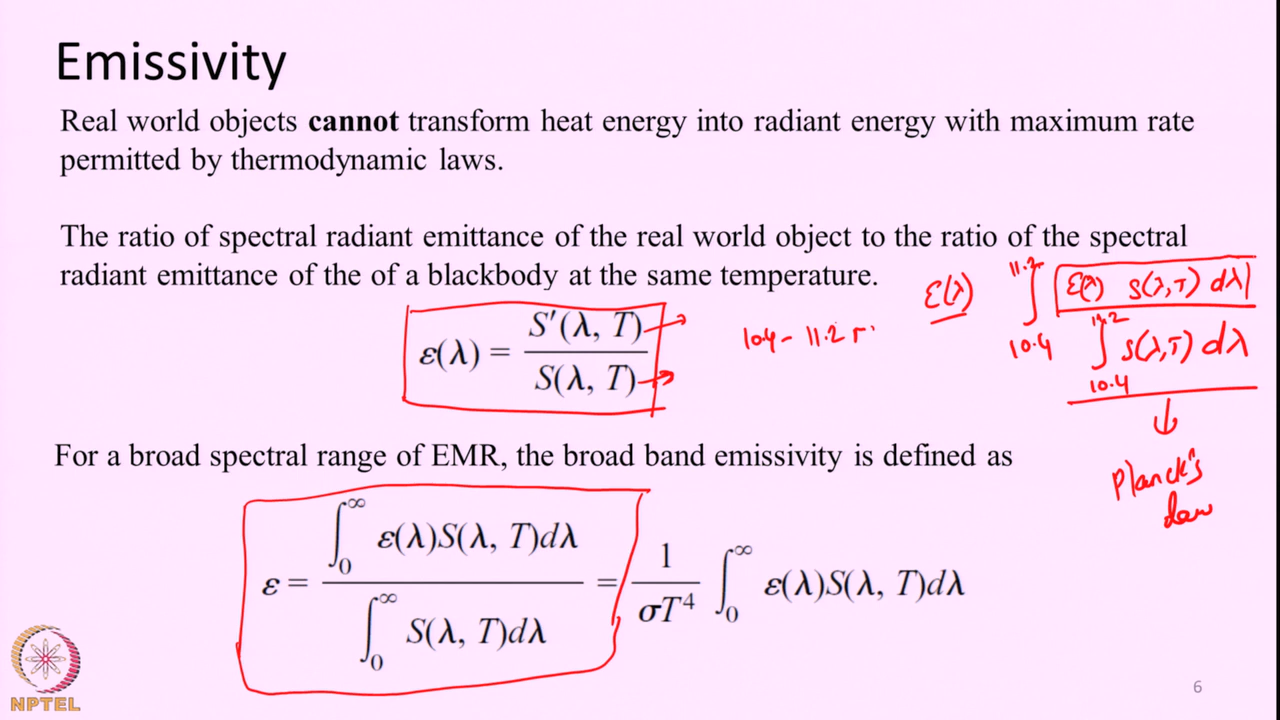 Emissivity
Real world objects cannot transform heat energy into radiant energy with maximum rate
permitted by thermodynamic laws.
The ratio of spectral radiant emittance of the real world object to the ratio of the spectral
radiant emittance of the of a blackbody at the same temperature.
ε(λ) = S′(λ, T) / S(λ, T)
10.4 - 11.2
ε(λ)
∫_{10.4}^{11.2} ε(λ) S(λ,T) dλ
∫_{10.4}^{11.2} S(λ,T) dλ
Planck's
law
For a broad spectral range of EMR, the broad band emissivity is defined as
ε = ∫₀^∞ ε(λ)S(λ, T)dλ / ∫₀^∞ S(λ, T)dλ = 1/σT⁴ ∫₀^∞ ε(λ)S(λ, T)dλ
NPTEL
6